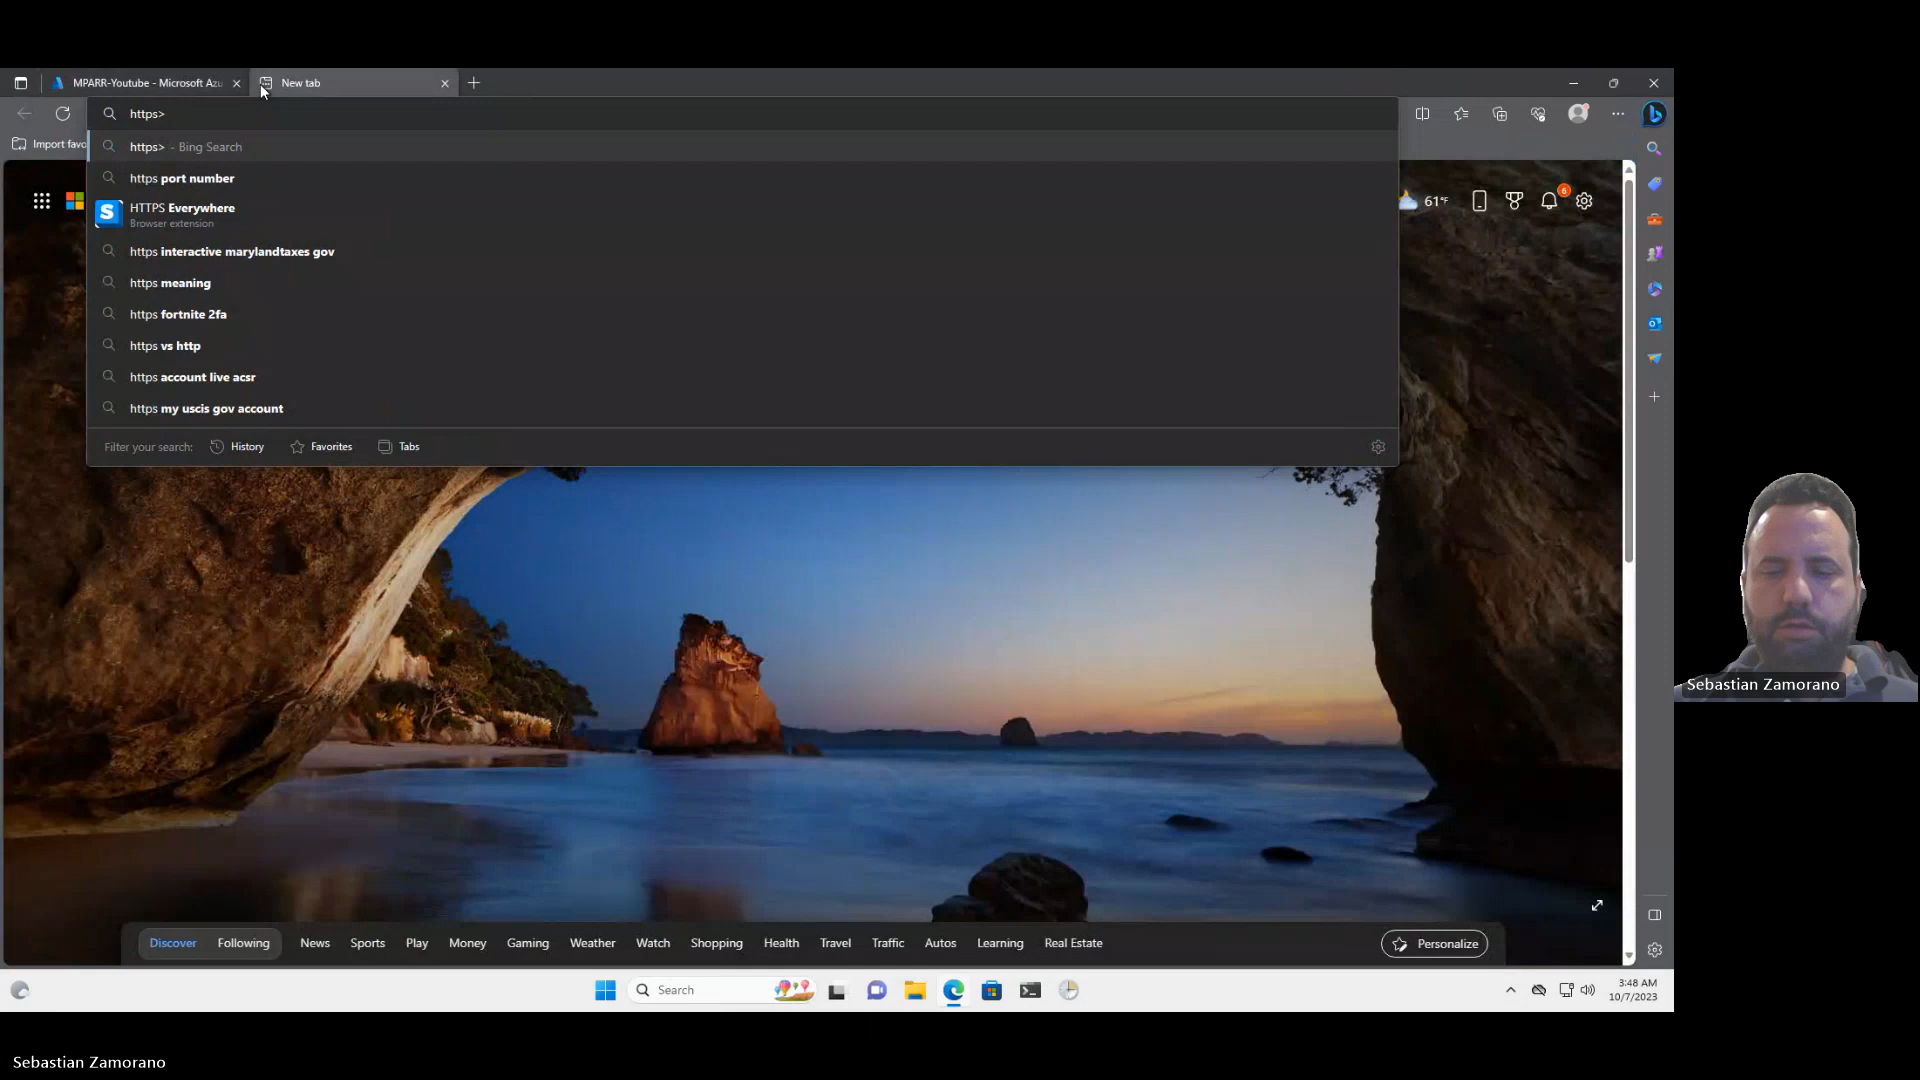 MPARR-Youtube - Microsoft Azu
New tab
https>
https> - Bing Search
Import favo
https port number
HTTPS Everywhere
Browser extension
https interactive marylandtaxes gov
https meaning
https fortnite 2fa
https vs http
https account live acsr
https my uscis gov account
Filter your search:
History
Favorites
Tabs
61°F
6
Discover
Following
News
Sports
Play
Money
Gaming
Weather
Watch
Shopping
Health
Travel
Traffic
Autos
Learning
Real Estate
Personalize
Search
3:48 AM
10/7/2023
Sebastian Zamorano
Sebastian Zamorano